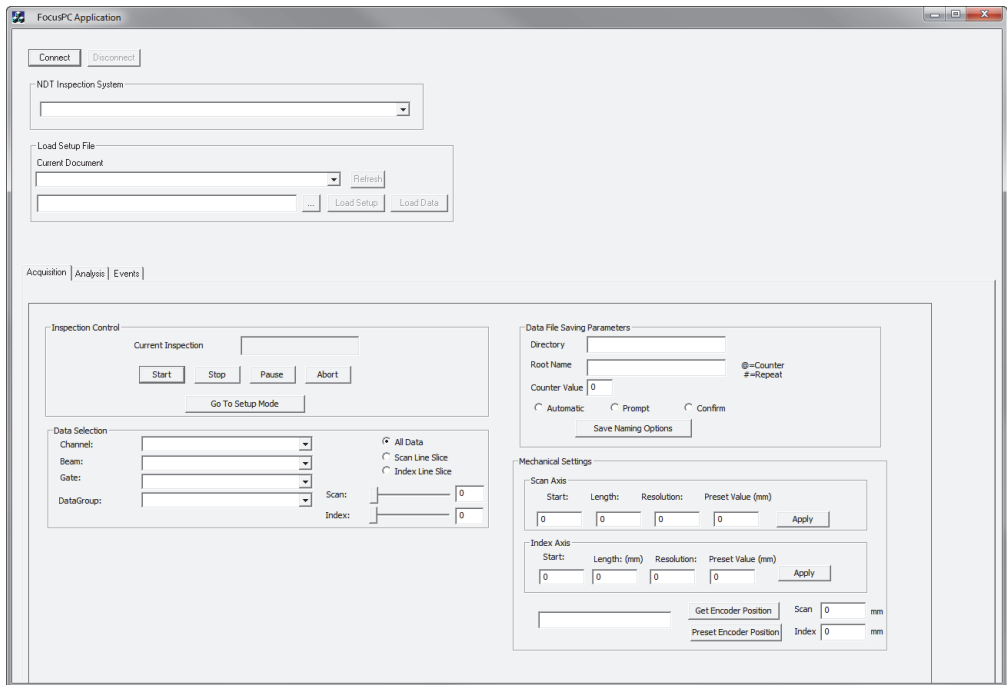 FocusPC Application
Connect Disconnect
NDT Inspection System
Load Setup File
Current Document
Refresh
... Load Setup Load Data
Acquisition Analysis Events
Inspection Control
Current Inspection
Start Stop Pause Abort
Go To Setup Mode
Data File Saving Parameters
Directory
Root Name @=Counter
#=Repeat
Counter Value 0
Automatic Prompt Confirm
Save Naming Options
Data Selection
Channel:
Beam:
Gate:
DataGroup:
All Data
Scan Line Slice
Index Line Slice
Scan: 0
Index: 0
Mechanical Settings
Scan Axis
Start: Length: Resolution: Preset Value (mm)
0 0 0 0 Apply
Index Axis
Start: Length: (mm) Resolution: Preset Value (mm)
0 0 0 0 Apply
Get Encoder Position Scan 0 mm
Preset Encoder Position Index 0 mm